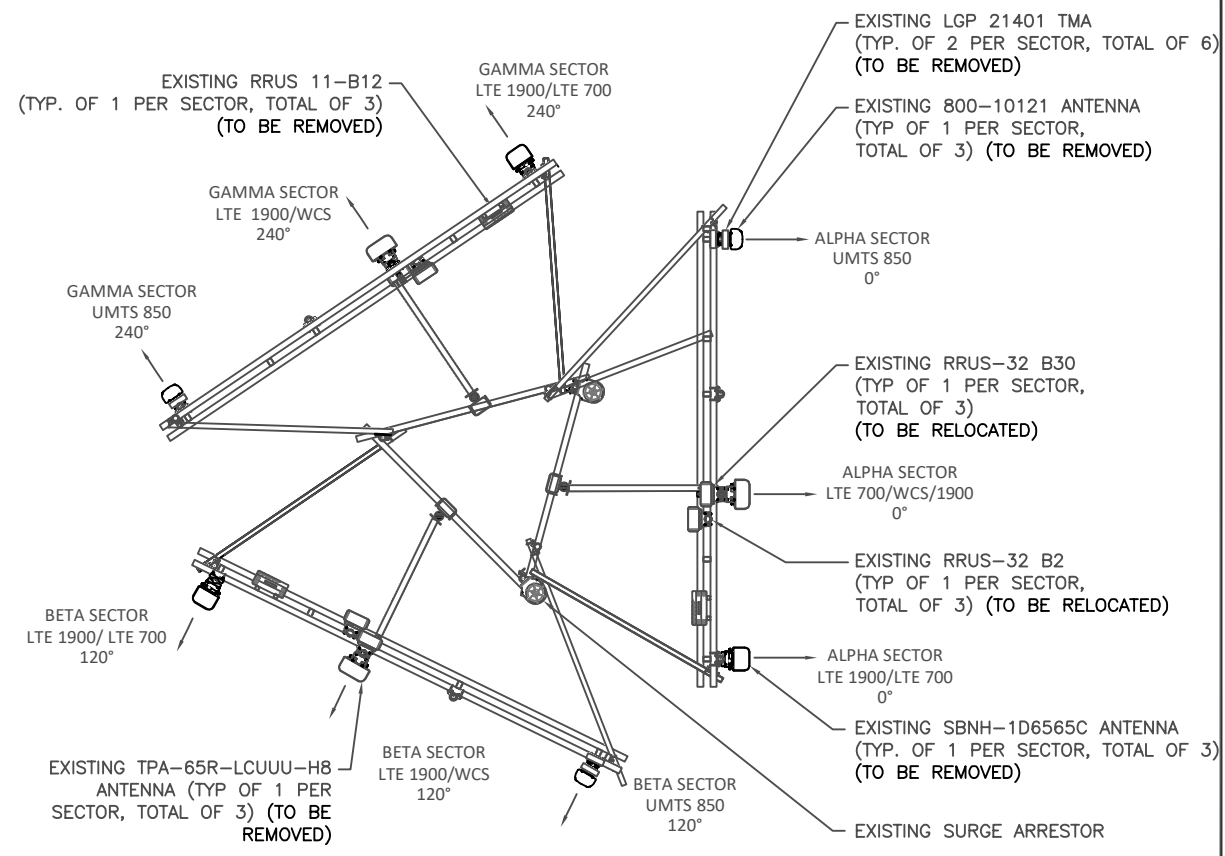 EXISTING LGP 21401 TMA
(TYP. OF 2 PER SECTOR, TOTAL OF 6)
(TO BE REMOVED)
EXISTING RRUS 11-B12
(TYP. OF 1 PER SECTOR, TOTAL OF 3)
(TO BE REMOVED)
GAMMA SECTOR
LTE 1900/LTE 700
240°
EXISTING 800-10121 ANTENNA
(TYP OF 1 PER SECTOR,
TOTAL OF 3) (TO BE REMOVED)
GAMMA SECTOR
LTE 1900/WCS
240°
ALPHA SECTOR
UMTS 850
0°
GAMMA SECTOR
UMTS 850
240°
EXISTING RRUS-32 B30
(TYP OF 1 PER SECTOR,
TOTAL OF 3)
(TO BE RELOCATED)
ALPHA SECTOR
LTE 700/WCS/1900
0°
EXISTING RRUS-32 B2
(TYP OF 1 PER SECTOR,
TOTAL OF 3) (TO BE RELOCATED)
BETA SECTOR
LTE 1900/ LTE 700
120°
ALPHA SECTOR
LTE 1900/LTE 700
0°
EXISTING SBNH-1D6565C ANTENNA
(TYP. OF 1 PER SECTOR, TOTAL OF 3)
(TO BE REMOVED)
EXISTING TPA-65R-LCUUU-H8
ANTENNA (TYP OF 1 PER
SECTOR, TOTAL OF 3) (TO BE
REMOVED)
BETA SECTOR
LTE 1900/WCS
120°
BETA SECTOR
UMTS 850
120°
EXISTING SURGE ARRESTOR